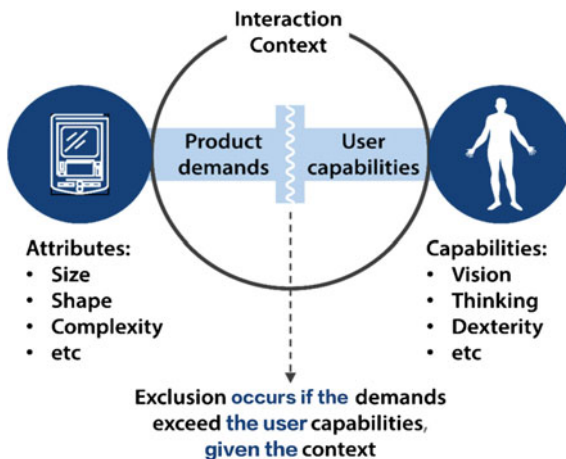 Interaction
Context
Product
demands
User
capabilities
Attributes:
• Size
• Shape
• Complexity
• etc
Capabilities:
• Vision
• Thinking
• Dexterity
• etc
Exclusion occurs if the demands
exceed the user capabilities,
given the context